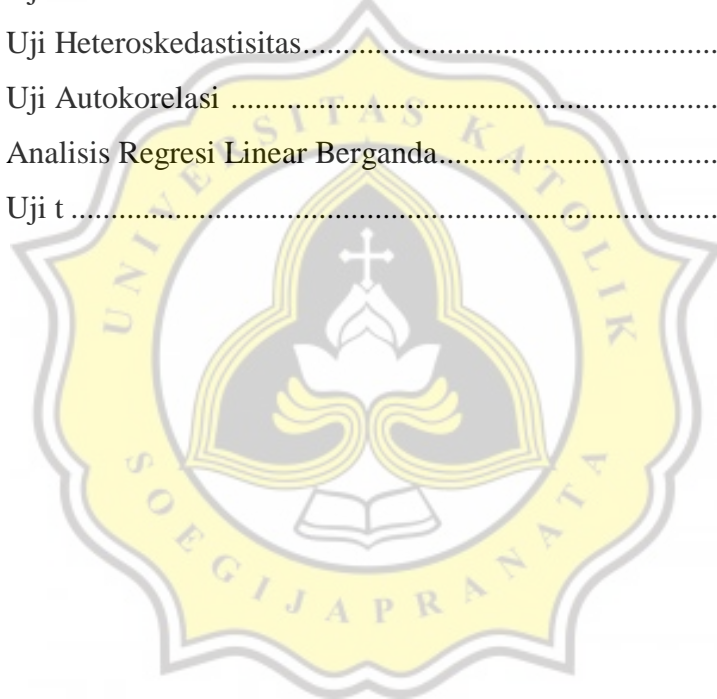 Uji Heteroskedastisitas......................................................
Uji Autokorelasi ...............................................................
Analisis Regresi Linear Berganda.....................................
Uji t ...................................................................................
UNIVERSITAS KATOLIK
SOEGIJAPRANATA